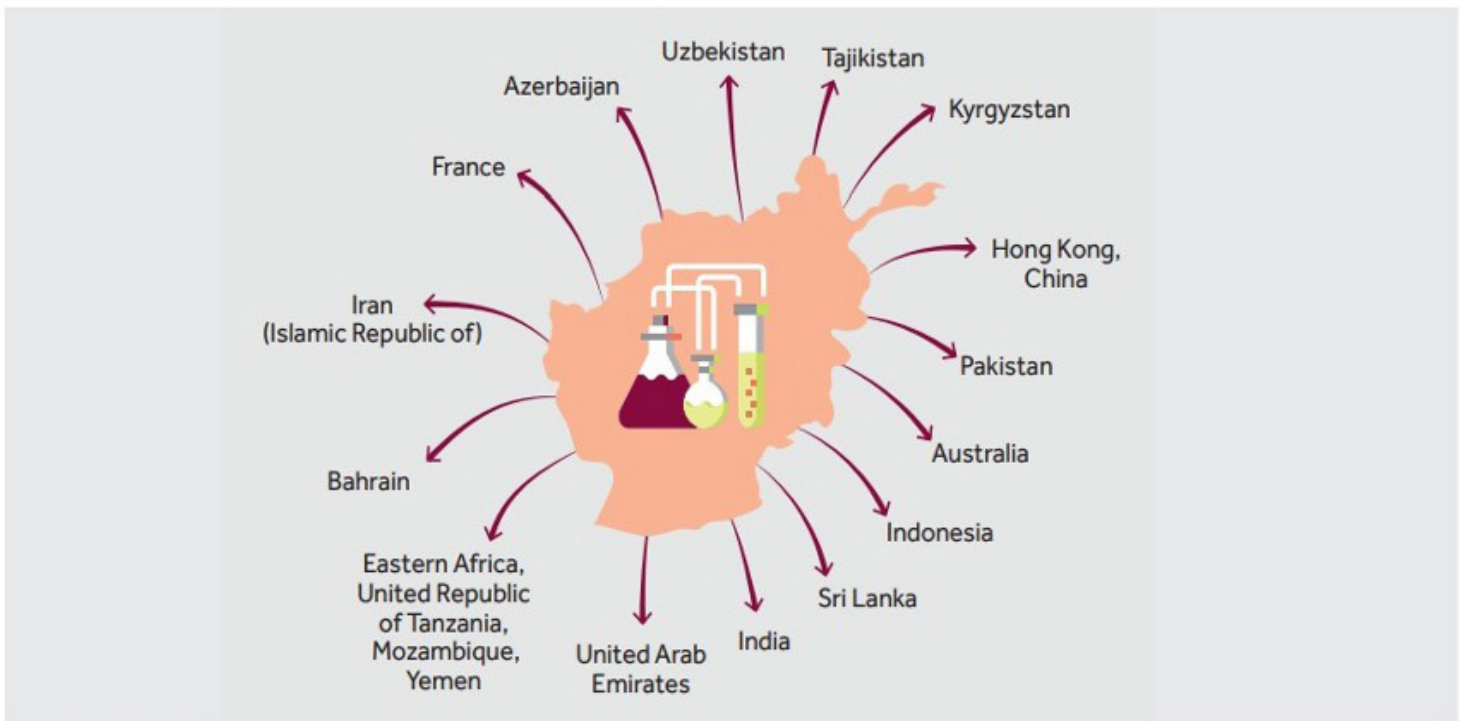 Uzbekistan
Tajikistan
Azerbaijan
Kyrgyzstan
France
Hong Kong,
China
Iran
(Islamic Republic of)
Pakistan
Australia
Bahrain
Indonesia
Eastern Africa,
United Republic
of Tanzania,
Mozambique,
Yemen
Sri Lanka
India
United Arab
Emirates